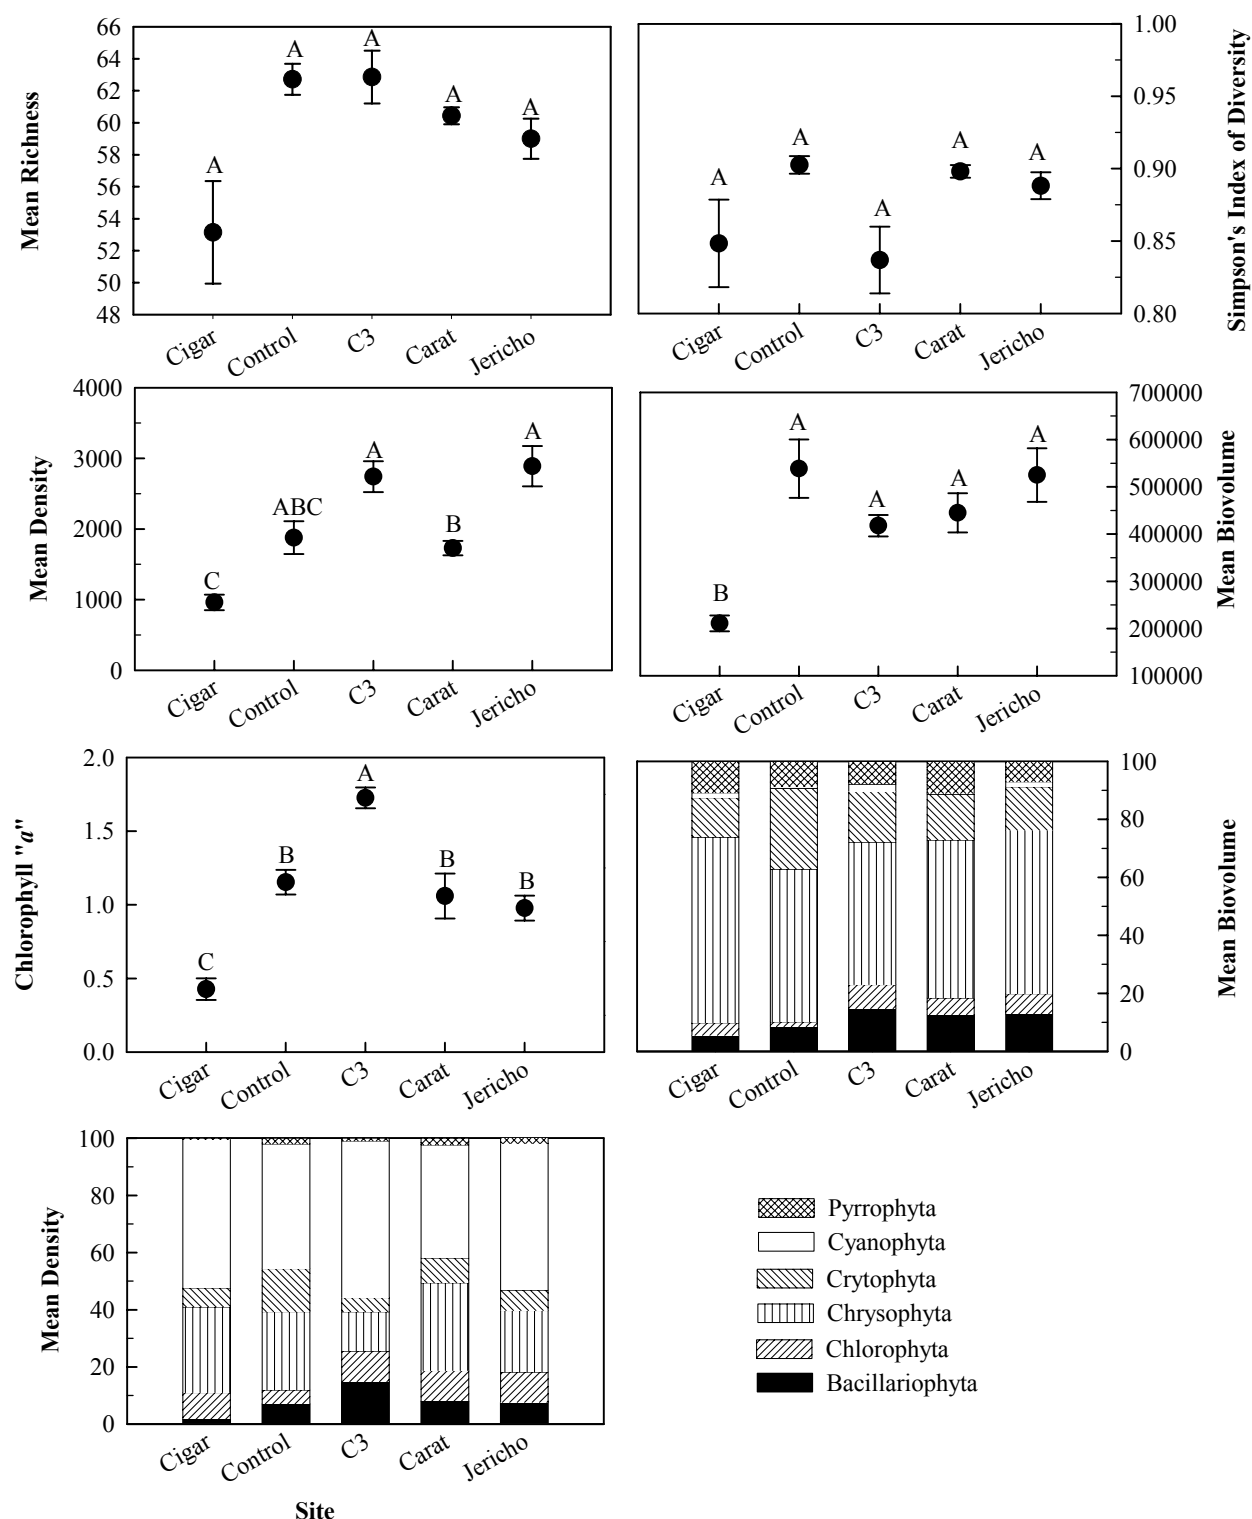 Mean Richness
66
64
62
60
58
56
54
52
50
48
A
A
A
A
A
Cigar
Control
C3
Carat
Jericho
Simpson's Index of Diversity
1.00
0.95
0.90
0.85
0.80
A
A
A
A
A
Cigar
Control
C3
Carat
Jericho
Mean Density
4000
3000
2000
1000
0
C
ABC
A
B
A
Cigar
Control
C3
Carat
Jericho
Mean Biovolume
700000
600000
500000
400000
300000
200000
100000
B
A
A
A
A
Cigar
Control
C3
Carat
Jericho
Chlorophyll "a"
2.0
1.5
1.0
0.5
0.0
C
B
A
B
B
Cigar
Control
C3
Carat
Jericho
Mean Biovolume
100
80
60
40
20
0
Cigar
Control
C3
Carat
Jericho
Mean Density
100
80
60
40
20
0
Cigar
Control
C3
Carat
Jericho
Site
Pyrrophyta
Cyanophyta
Crytophyta
Chrysophyta
Chlorophyta
Bacillariophyta